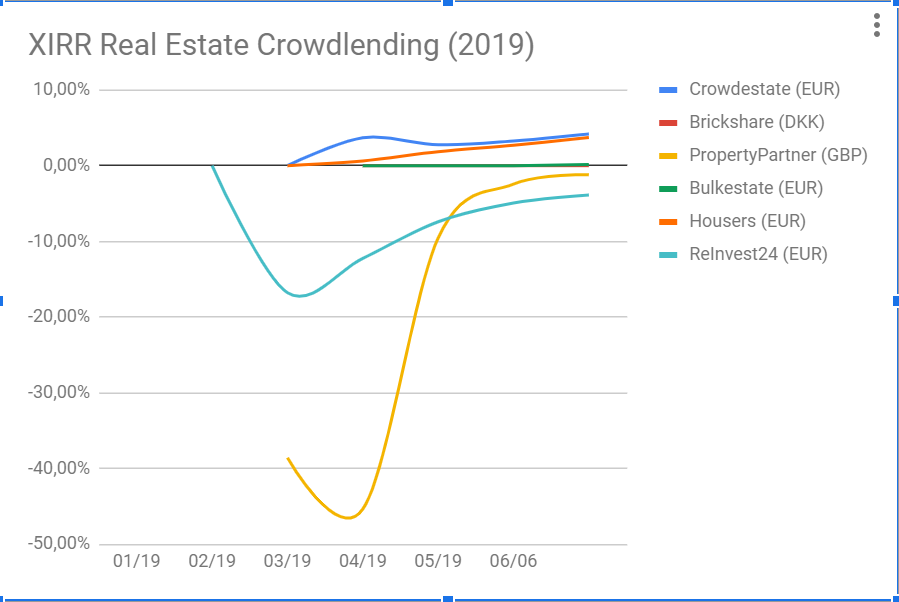 XIRR Real Estate Crowdlending (2019)
10,00%
0,00%
-10,00%
-20,00%
-30,00%
-40,00%
-50,00%
01/19 02/19 03/19 04/19 05/19 06/06
Crowdestate (EUR)
Brickshare (DKK)
PropertyPartner (GBP)
Bulkestate (EUR)
Housers (EUR)
ReInvest24 (EUR)